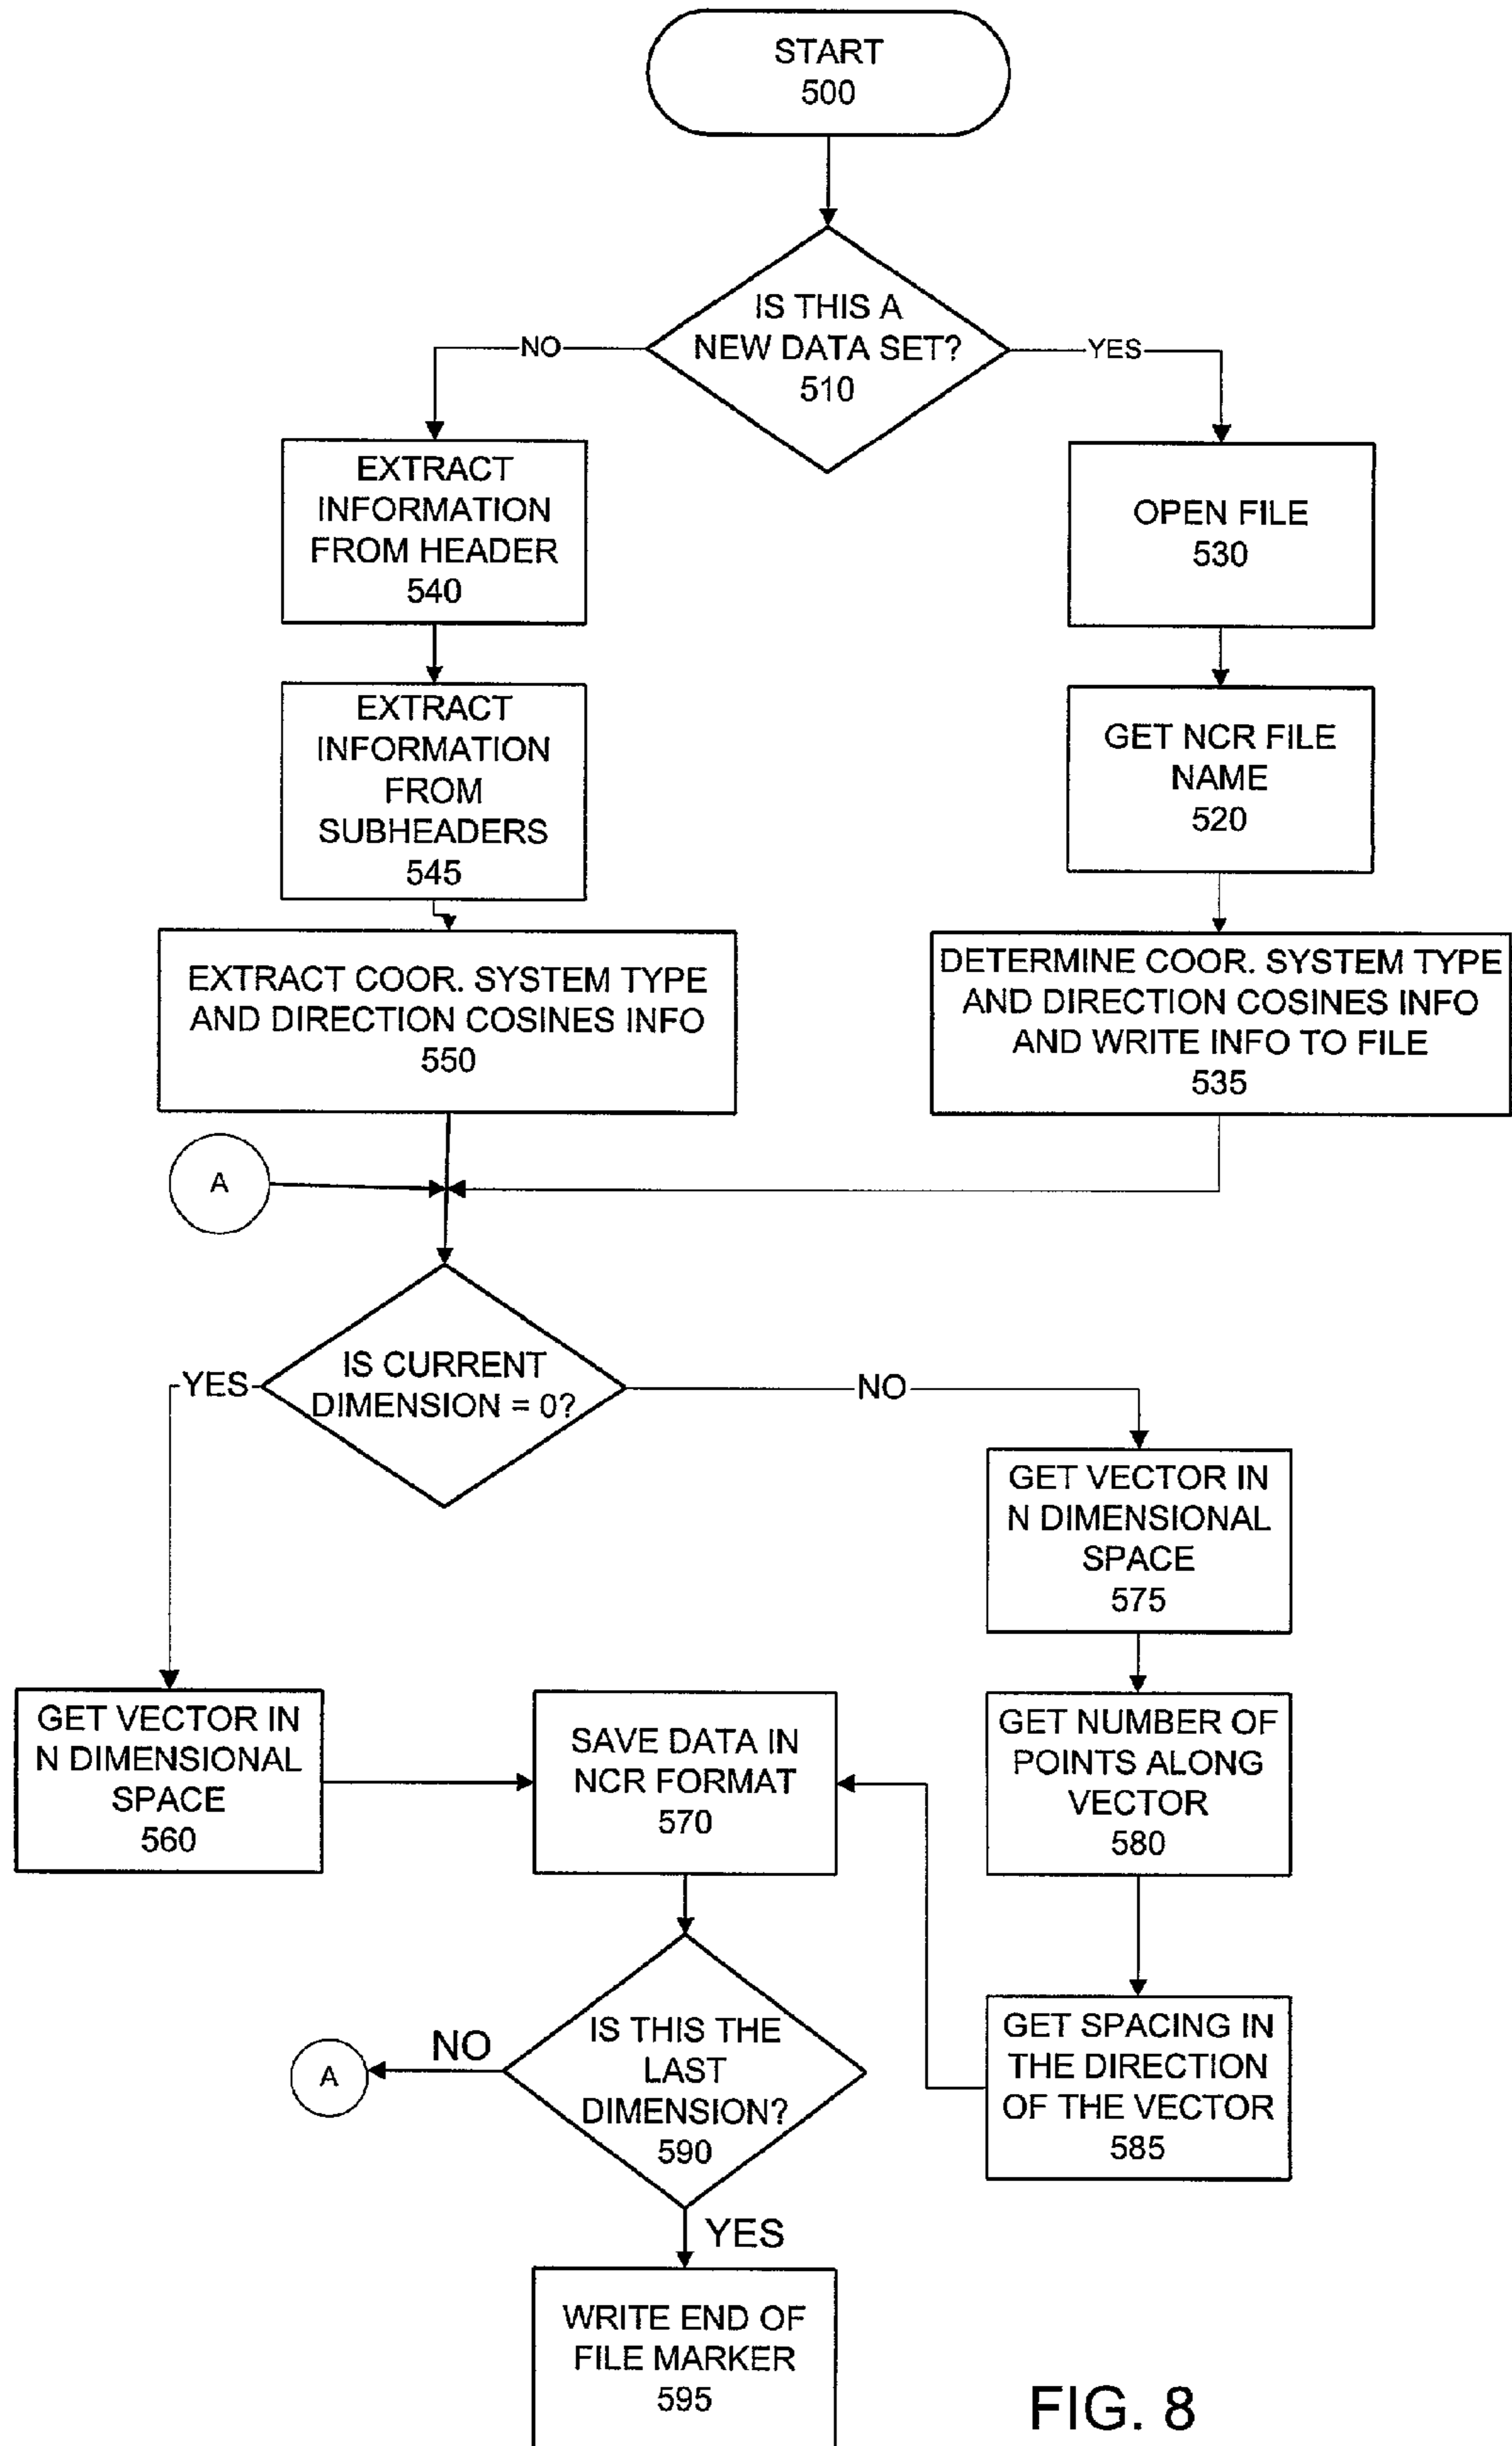 START
500
IS THIS A
NEW DATA SET?
510
NO
YES
EXTRACT
INFORMATION
FROM HEADER
540
OPEN FILE
530
EXTRACT
INFORMATION
FROM
SUBHEADERS
545
GET NCR FILE
NAME
520
EXTRACT COOR. SYSTEM TYPE
AND DIRECTION COSINES INFO
550
DETERMINE COOR. SYSTEM TYPE
AND DIRECTION COSINES INFO
AND WRITE INFO TO FILE
535
A
IS CURRENT
DIMENSION = 0?
YES
NO
GET VECTOR IN
N DIMENSIONAL
SPACE
575
GET VECTOR IN
N DIMENSIONAL
SPACE
560
SAVE DATA IN
NCR FORMAT
570
GET NUMBER OF
POINTS ALONG
VECTOR
580
GET SPACING IN
THE DIRECTION
OF THE VECTOR
585
IS THIS THE
LAST
DIMENSION?
590
NO
A
YES
WRITE END OF
FILE MARKER
595
FIG. 8